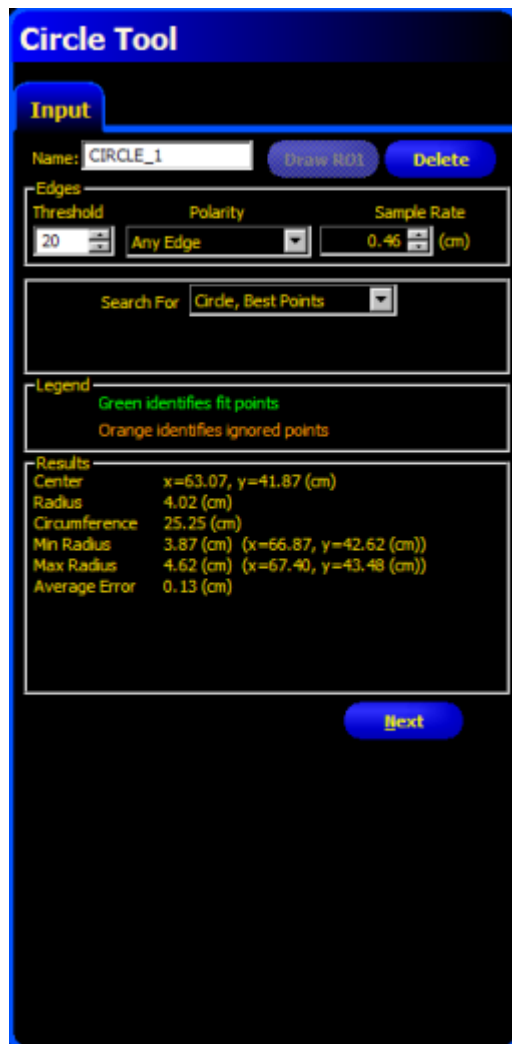 Circle Tool
Input
Name: CIRCLE_1 Draw ROI Delete
Edges
Threshold Polarity Sample Rate
20 Any Edge 0.46 (cm)
Search For Circle, Best Points
Legend
Green identifies fit points
Orange identifies ignored points
Results
Center x=63.07, y=41.87 (cm)
Radius 4.02 (cm)
Circumference 25.25 (cm)
Min Radius 3.87 (cm) (x=66.87, y=42.62 (cm))
Max Radius 4.62 (cm) (x=67.40, y=43.48 (cm))
Average Error 0.13 (cm)
Next